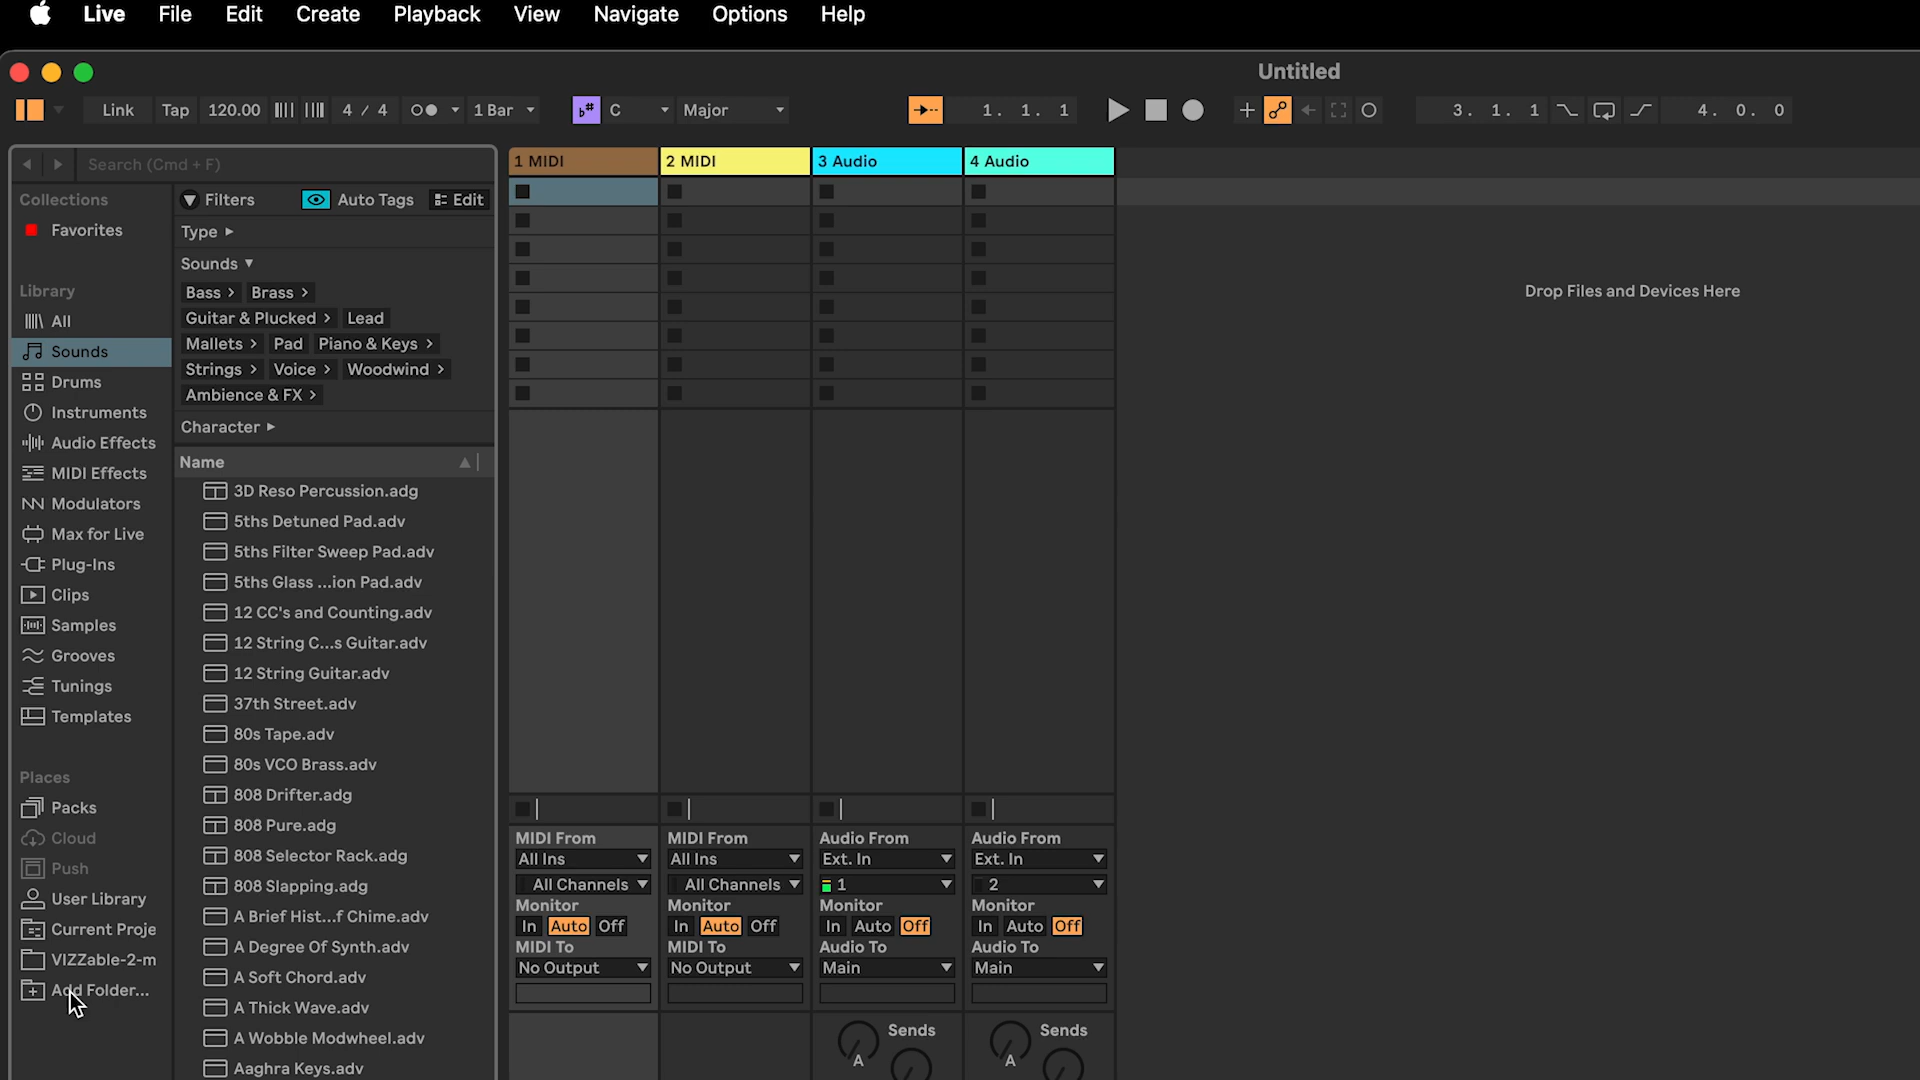 Live File Edit Create Playback View Navigate Options Help
Untitled
Link Tap 120.00 4 / 4 1 Bar C Major 1. 1. 1 3. 1. 1 4. 0. 0
Search (Cmd + F)
Collections
Favorites
Library
All
Sounds
Drums
Instruments
Audio Effects
MIDI Effects
Modulators
Max for Live
Plug-Ins
Clips
Samples
Grooves
Tunings
Templates
Places
Packs
Cloud
Push
User Library
Current Proje
VIZZable-2-m
Add Folder...
Filters Auto Tags Edit
Type
Sounds
Bass > Brass >
Guitar & Plucked > Lead
Mallets > Pad Piano & Keys >
Strings > Voice > Woodwind >
Ambience & FX >
Character
Name
3D Reso Percussion.adg
5ths Detuned Pad.adv
5ths Filter Sweep Pad.adv
5ths Glass ...ion Pad.adv
12 CC's and Counting.adv
12 String C...s Guitar.adv
12 String Guitar.adv
37th Street.adv
80s Tape.adv
80s VCO Brass.adv
808 Drifter.adg
808 Pure.adg
808 Selector Rack.adg
808 Slapping.adg
A Brief Hist...f Chime.adv
A Degree Of Synth.adv
A Soft Chord.adv
A Thick Wave.adv
A Wobble Modwheel.adv
Aaghra Keys.adv
1 MIDI 2 MIDI 3 Audio 4 Audio
Drop Files and Devices Here
MIDI From MIDI From Audio From Audio From
All Ins All Ins Ext. In Ext. In
All Channels All Channels 1 2
Monitor Monitor Monitor Monitor
In Auto Off In Auto Off In Auto Off In Auto Off
MIDI To MIDI To Audio To Audio To
No Output No Output Main Main
Sends Sends
A A